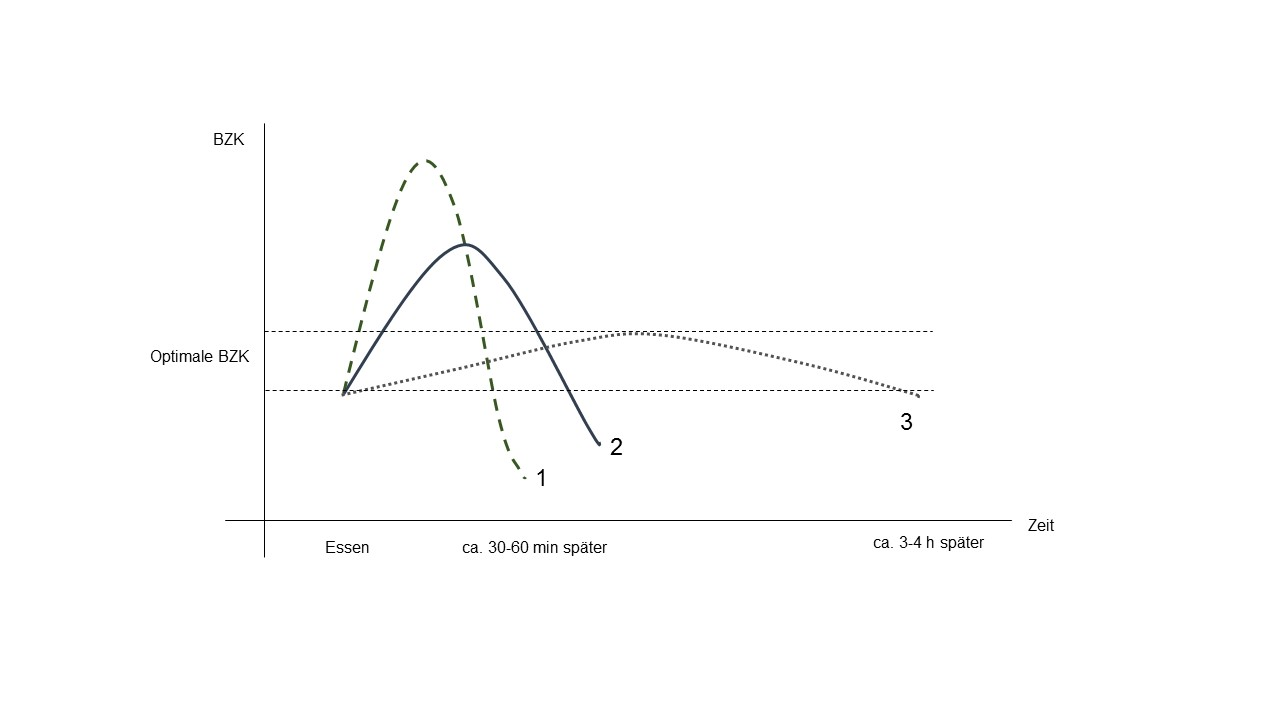 BZK
Optimale BZK
3
2
1
Zeit
Essen
ca. 30-60 min später
ca. 3-4 h später